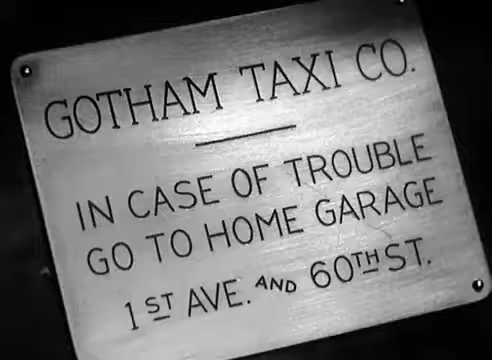 GOTHAM TAXI CO.
IN CASE OF TROUBLE
GO TO HOME GARAGE
1ST AVE. AND 60TH ST.